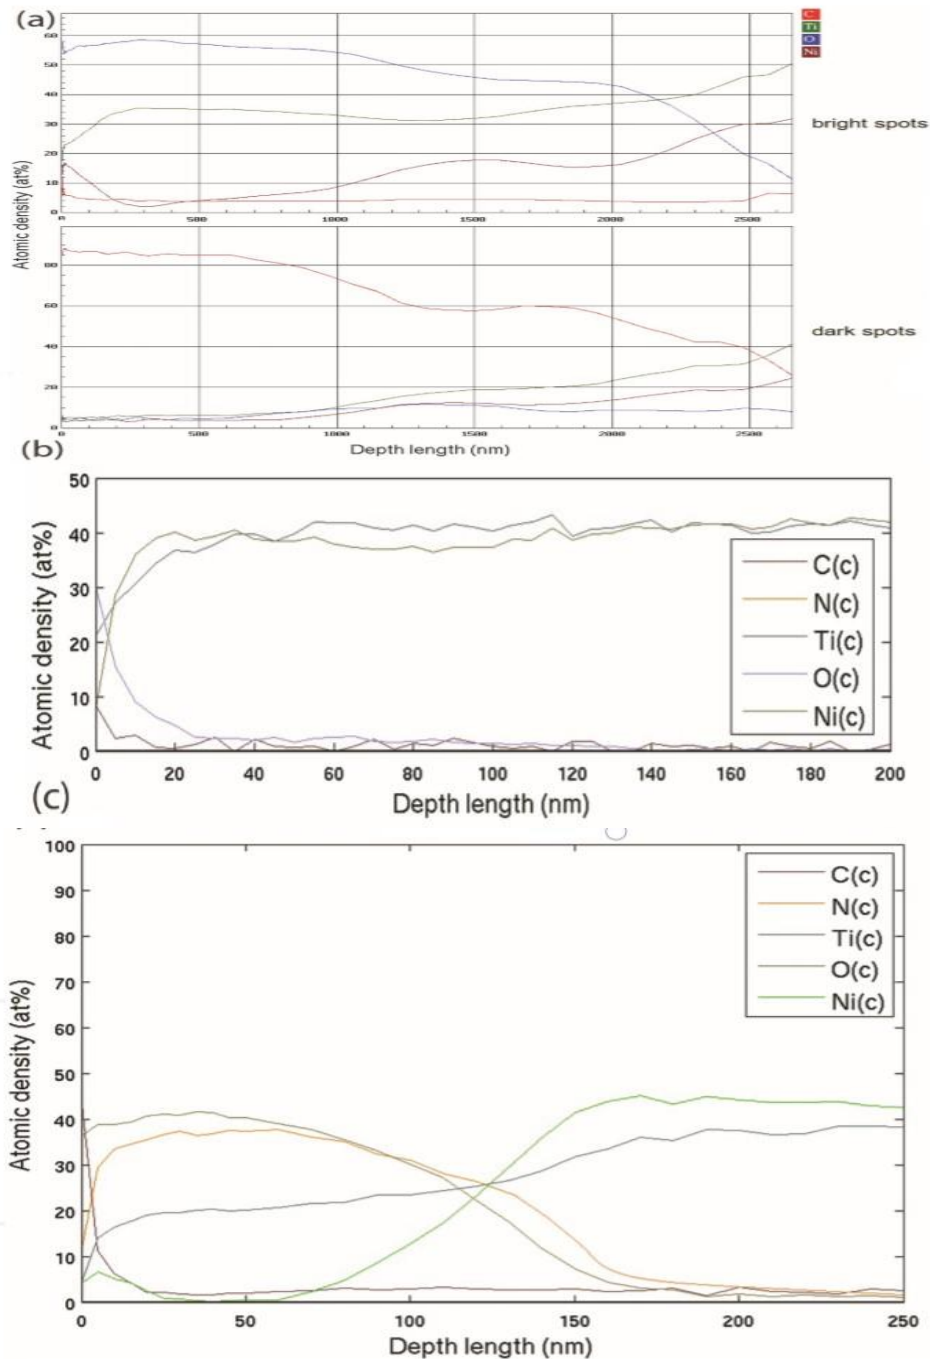 (a)
C
Ti
O
Ni
60
50
40
30
20
10
0
0 500 1000 1500 2000 2500
bright spots
Atomic density (at%)
80
60
40
20
0
0 500 1000 1500 2000 2500
dark spots
Depth length (nm)
(b)
50
40
30
20
10
0
0 20 40 60 80 100 120 140 160 180 200
Atomic density (at%)
C(c)
N(c)
Ti(c)
O(c)
Ni(c)
Depth length (nm)
(c)
100
90
80
70
60
50
40
30
20
10
0
0 50 100 150 200 250
Atomic density (at%)
C(c)
N(c)
Ti(c)
O(c)
Ni(c)
Depth length (nm)